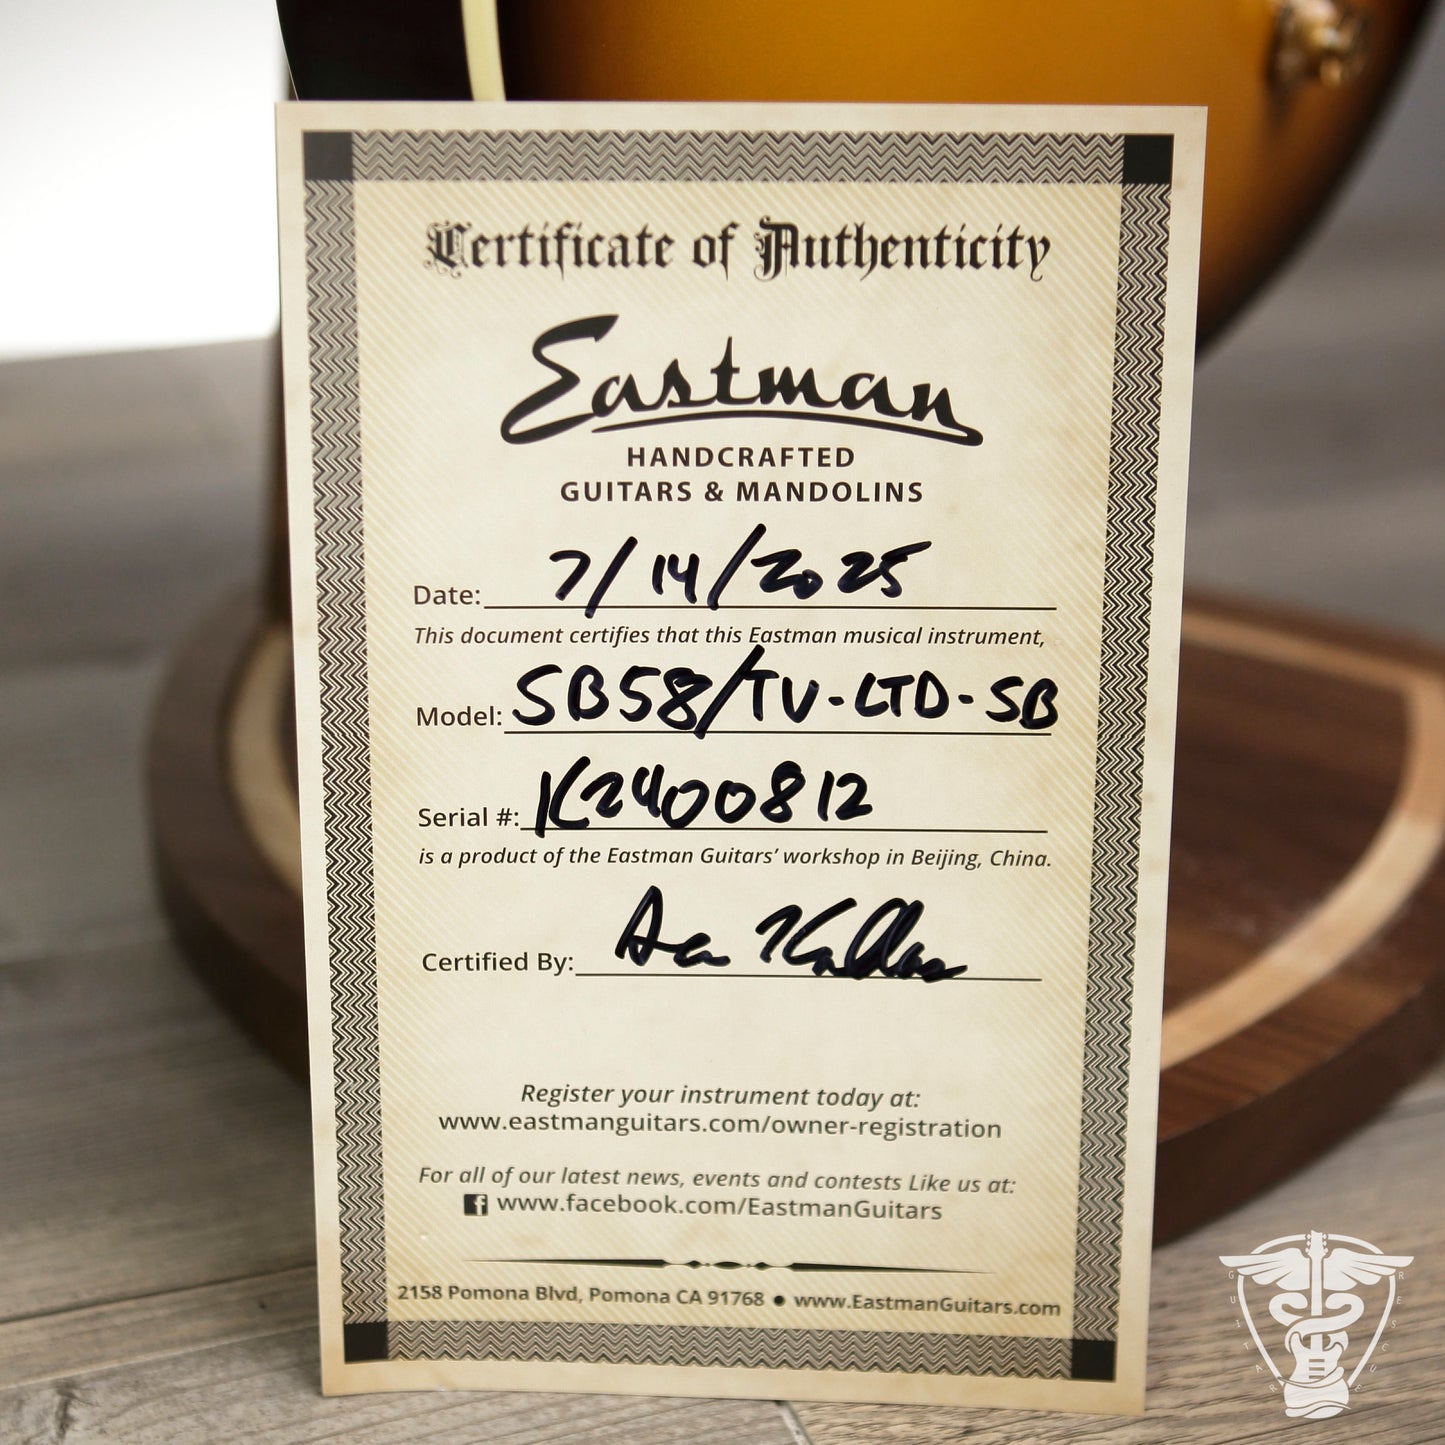 Certificate of Authenticity
Eastman
HANDCRAFTED
GUITARS & MANDOLINS
Date: 7/14/2025
This document certifies that this Eastman musical instrument,
Model: SB58/TV-LTD-SB
Serial #: K2400812
is a product of the Eastman Guitars' workshop in Beijing, China.
Certified By:
Register your instrument today at:
www.eastmanguitars.com/owner-registration
For all of our latest news, events and contests Like us at:
f www.facebook.com/EastmanGuitars
2158 Pomona Blvd, Pomona CA 91768 ● www.EastmanGuitars.com
GUITAR RESCUE